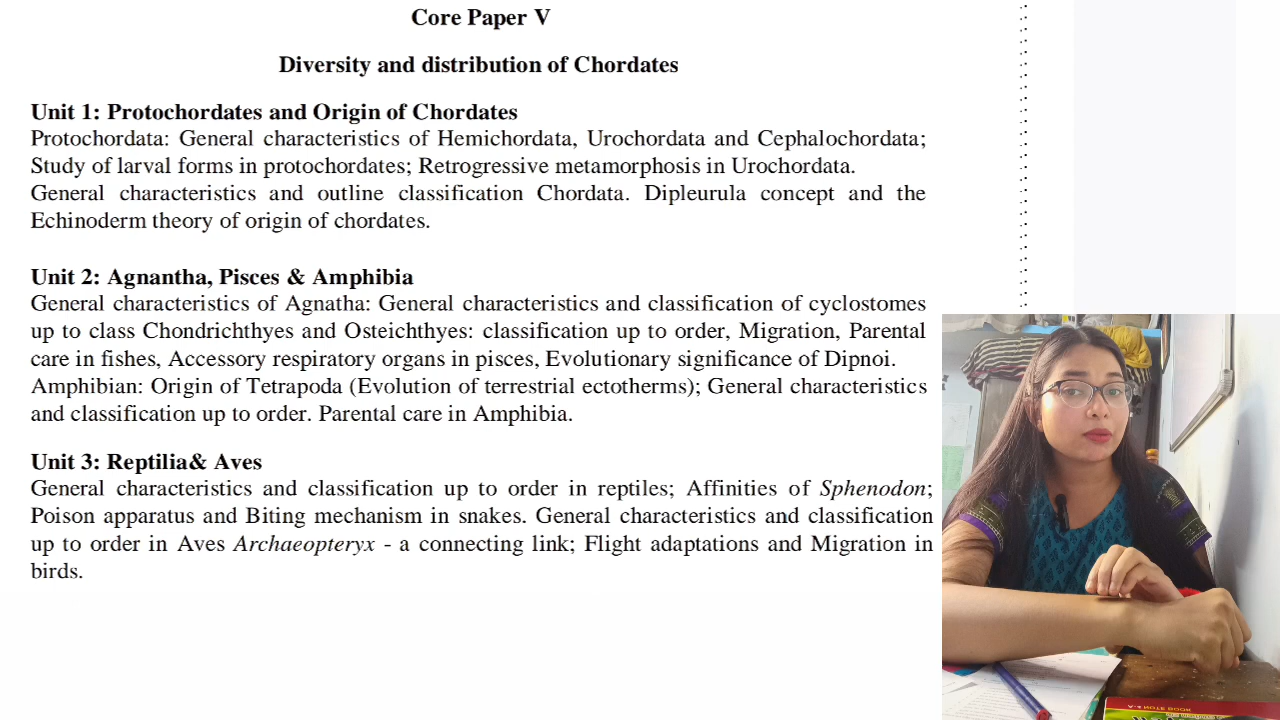 Core Paper V
Diversity and distribution of Chordates
Unit 1: Protochordates and Origin of Chordates
Protochordata: General characteristics of Hemichordata, Urochordata and Cephalochordata;
Study of larval forms in protochordates; Retrogressive metamorphosis in Urochordata.
General characteristics and outline classification Chordata. Dipleurula concept and the
Echinoderm theory of origin of chordates.
Unit 2: Agnantha, Pisces & Amphibia
General characteristics of Agnatha: General characteristics and classification of cyclostomes
up to class Chondrichthyes and Osteichthyes: classification up to order, Migration, Parental
care in fishes, Accessory respiratory organs in pisces, Evolutionary significance of Dipnoi.
Amphibian: Origin of Tetrapoda (Evolution of terrestrial ectotherms); General characteristics
and classification up to order. Parental care in Amphibia.
Unit 3: Reptilia& Aves
General characteristics and classification up to order in reptiles; Affinities of Sphenodon;
Poison apparatus and Biting mechanism in snakes. General characteristics and classification
up to order in Aves Archaeopteryx - a connecting link; Flight adaptations and Migration in
birds.